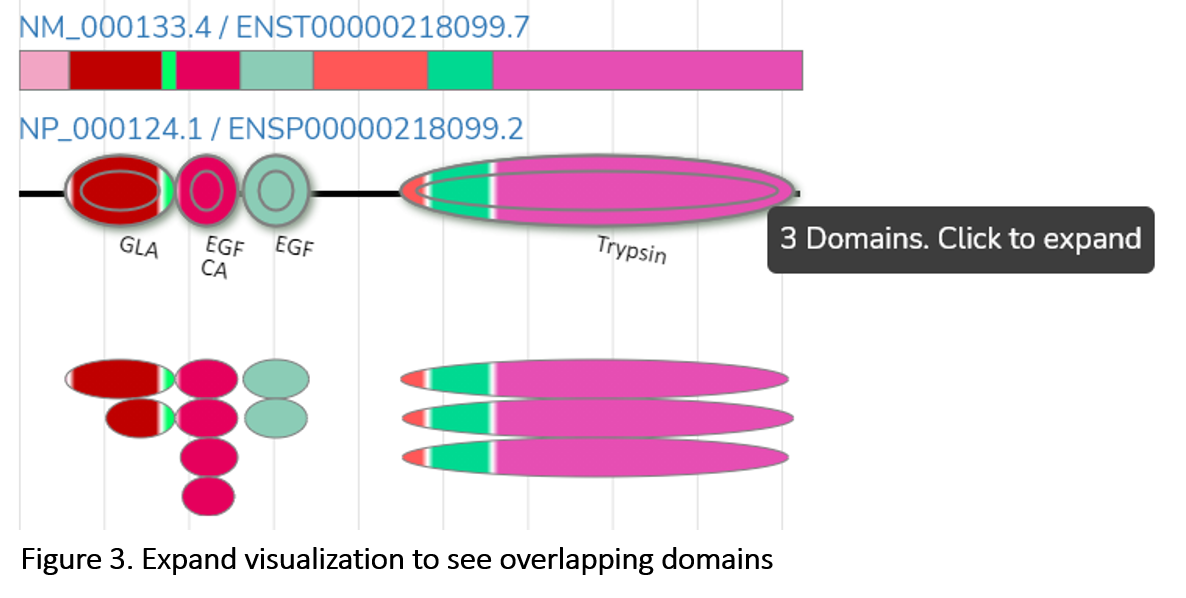 NM_000133.4 / ENST00000218099.7
NP_000124.1 / ENSP00000218099.2
GLA
EGF
CA
EGF
Trypsin
3 Domains. Click to expand
Figure 3. Expand visualization to see overlapping domains